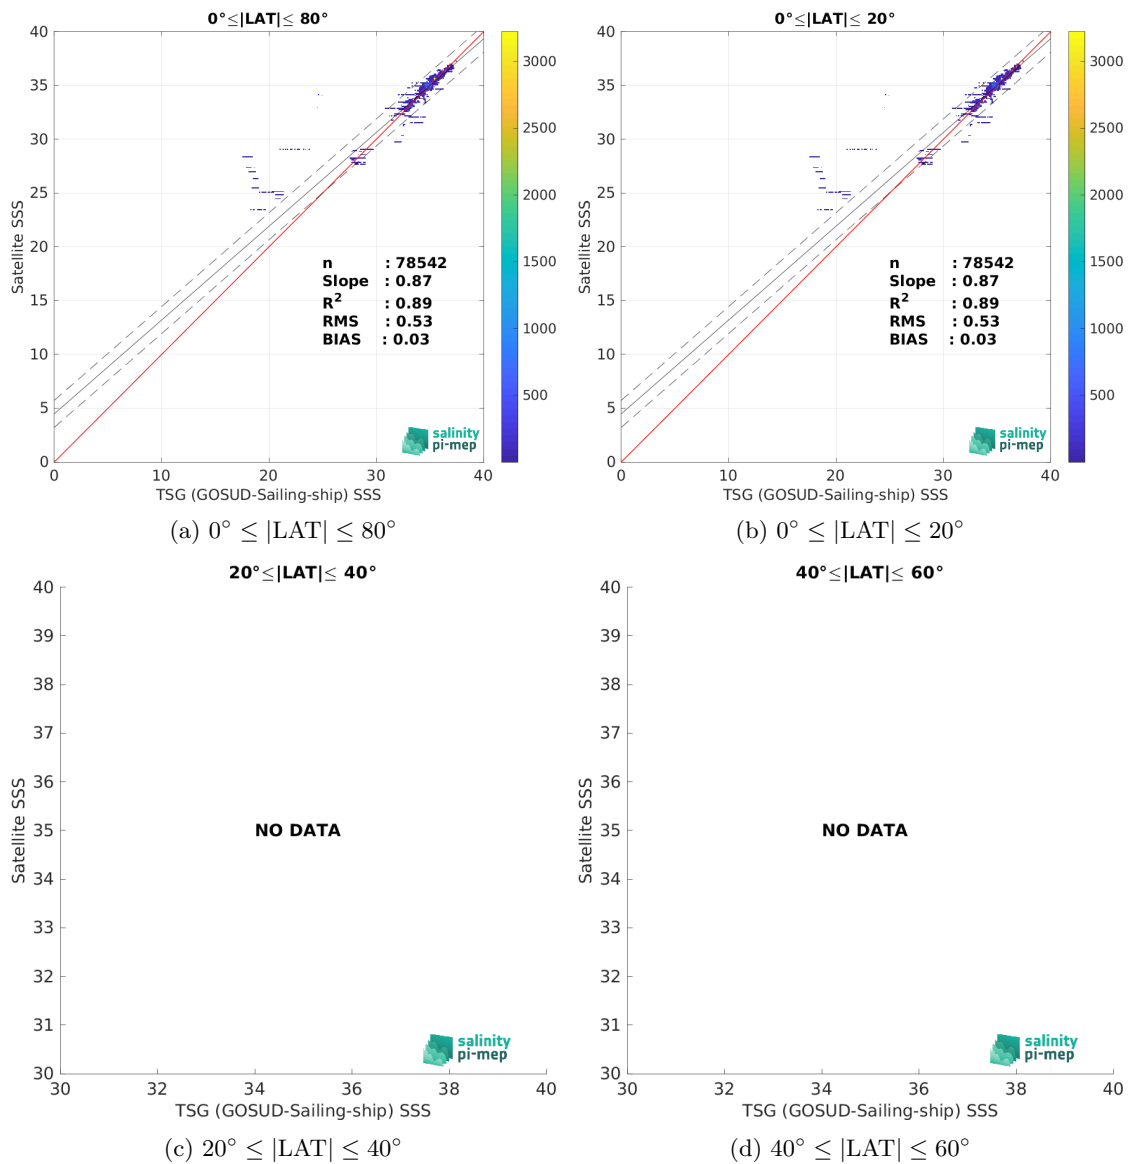 0°≤|LAT|≤ 80°
40
35
30
25
20
15
10
5
0
Satellite SSS
n : 78542
Slope : 0.87
R² : 0.89
RMS : 0.53
BIAS : 0.03
salinity
pi-mep
0 10 20 30 40
TSG (GOSUD-Sailing-ship) SSS
3000
2500
2000
1500
1000
500
(a) 0° ≤ |LAT| ≤ 80°
0°≤|LAT|≤ 20°
40
35
30
25
20
15
10
5
0
Satellite SSS
n : 78542
Slope : 0.87
R² : 0.89
RMS : 0.53
BIAS : 0.03
salinity
pi-mep
0 10 20 30 40
TSG (GOSUD-Sailing-ship) SSS
3000
2500
2000
1500
1000
500
(b) 0° ≤ |LAT| ≤ 20°
20°≤|LAT|≤ 40°
40
39
38
37
36
35
34
33
32
31
30
Satellite SSS
NO DATA
salinity
pi-mep
30 32 34 36 38 40
TSG (GOSUD-Sailing-ship) SSS
(c) 20° ≤ |LAT| ≤ 40°
40°≤|LAT|≤ 60°
40
39
38
37
36
35
34
33
32
31
30
Satellite SSS
NO DATA
salinity
pi-mep
30 32 34 36 38 40
TSG (GOSUD-Sailing-ship) SSS
(d) 40° ≤ |LAT| ≤ 60°